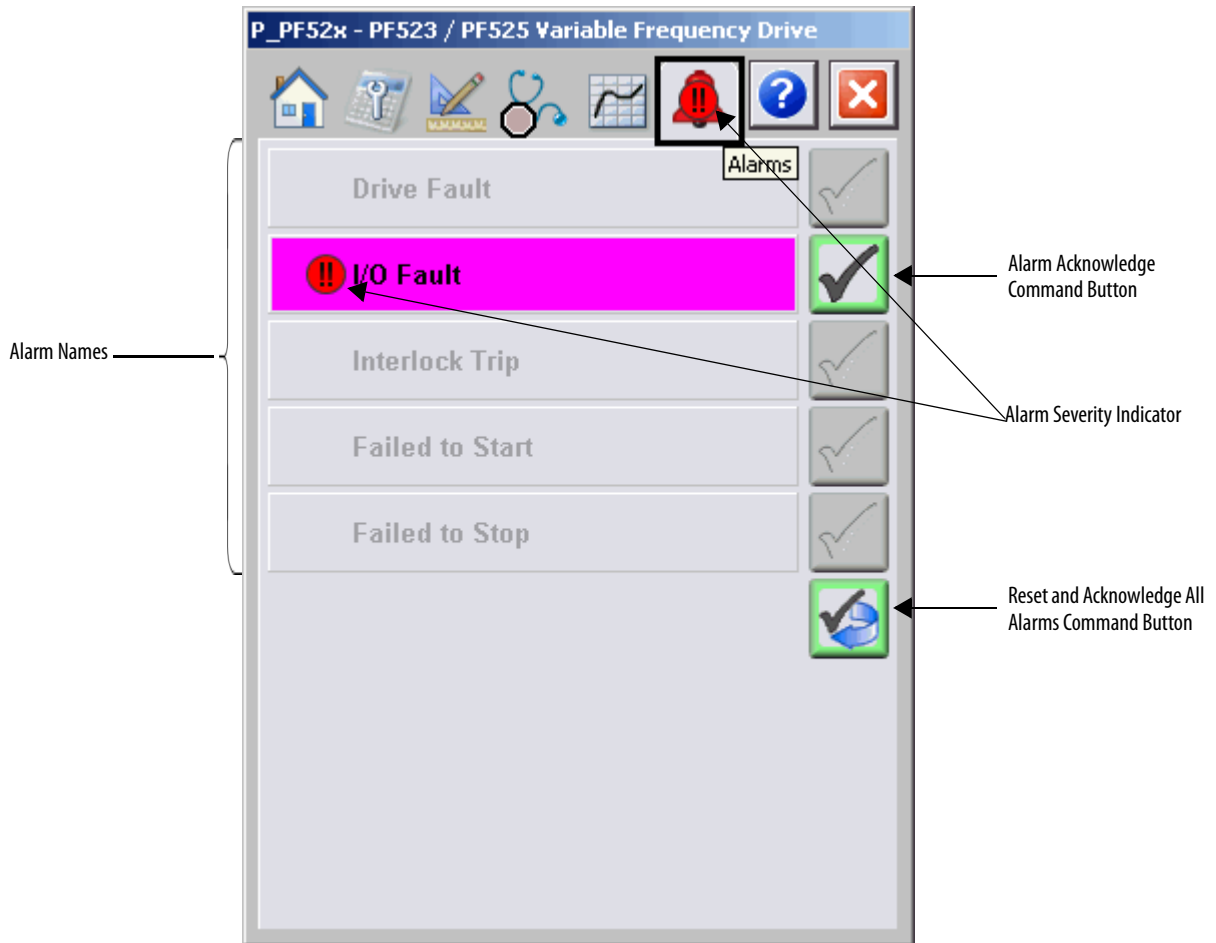 P_PF52x - PF523 / PF525 Variable Frequency Drive
Alarms
Drive Fault
!! I/O Fault
Interlock Trip
Failed to Start
Failed to Stop
Alarm Names
Alarm Acknowledge
Command Button
Alarm Severity Indicator
Reset and Acknowledge All
Alarms Command Button